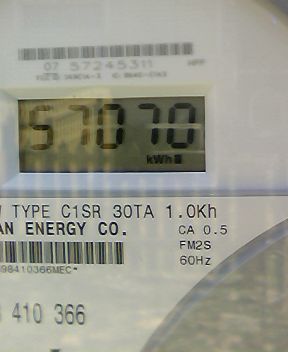 07 57245311
57070
kWh
TYPE C1SR 30TA 1.0Kh
AN ENERGY CO. CA 0.5
FM2S
98410366MEC* 60Hz
410 366